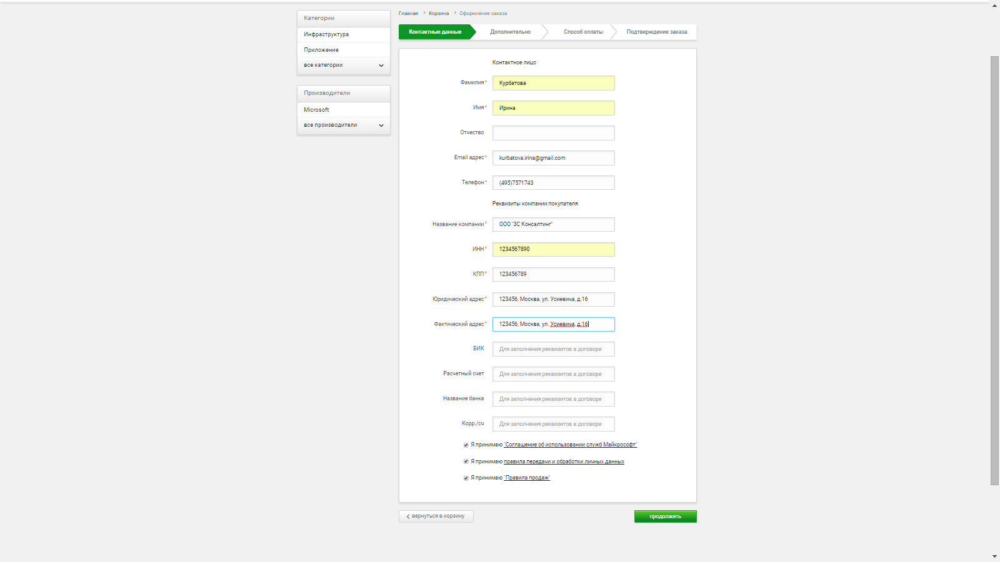 Категории
Инфраструктура
Приложение
все категории
Производители
Microsoft
все производители
Главная > Корзина > Оформление заказа
Контактные данные Дополнительно Способ оплаты Подтверждение заказа
Контактное лицо
Фамилия* Курбатова
Имя* Ирина
Отчество
Email адрес* kurbatova.irina@gmail.com
Телефон* (495)7571743
Реквизиты компании покупателя
Название компании* ООО "3С Консалтинг"
ИНН* 1234567890
КПП* 123456789
Юридический адрес* 123456, Москва, ул. Усиевича, д.16
Фактический адрес* 123456, Москва, ул. Усиевича, д.16
БИК Для заполнения реквизитов в договоре
Расчетный счет Для заполнения реквизитов в договоре
Название банка Для заполнения реквизитов в договоре
Корр./сч Для заполнения реквизитов в договоре
Я принимаю "Соглашение об использовании служб Майкрософт"
Я принимаю правила передачи и обработки личных данных
Я принимаю "Правила продаж"
вернуться в корзину
продолжить